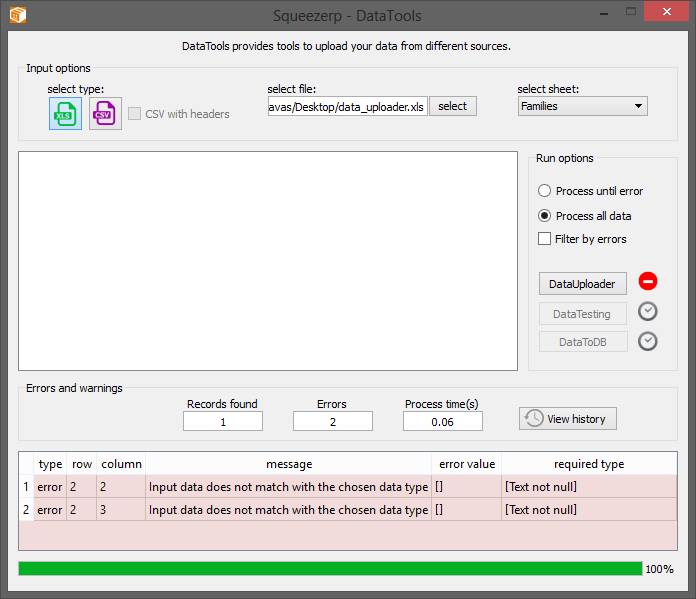 Squeezerp - DataTools
DataTools provides tools to upload your data from different sources.
Input options
select type:
select file:
select sheet:
XLS
CSV
CSV with headers
avas/Desktop/data_uploader.xls
select
Families
Run options
Process until error
Process all data
Filter by errors
DataUploader
DataTesting
DataToDB
Errors and warnings
Records found
Errors
Process time(s)
1
2
0.06
View history
type row column message error value required type
1 error 2 2 Input data does not match with the chosen data type [] [Text not null]
2 error 2 3 Input data does not match with the chosen data type [] [Text not null]
100%